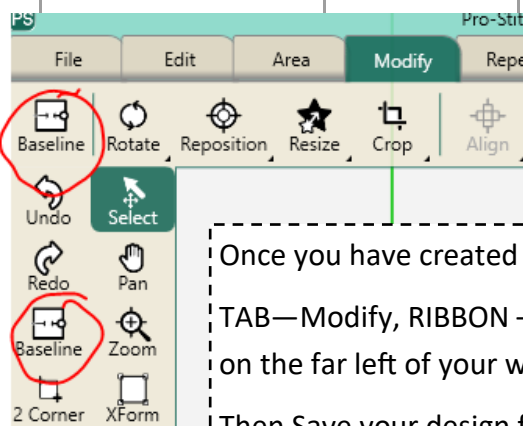 PS Pro-Stit
File Edit Area Modify Repe
Baseline Rotate Reposition Resize Crop Align
Undo Select
Redo Pan
Baseline Zoom
2 Corner XForm
Once you have created
TAB—Modify, RIBBON -
on the far left of your w
Then Save your design f